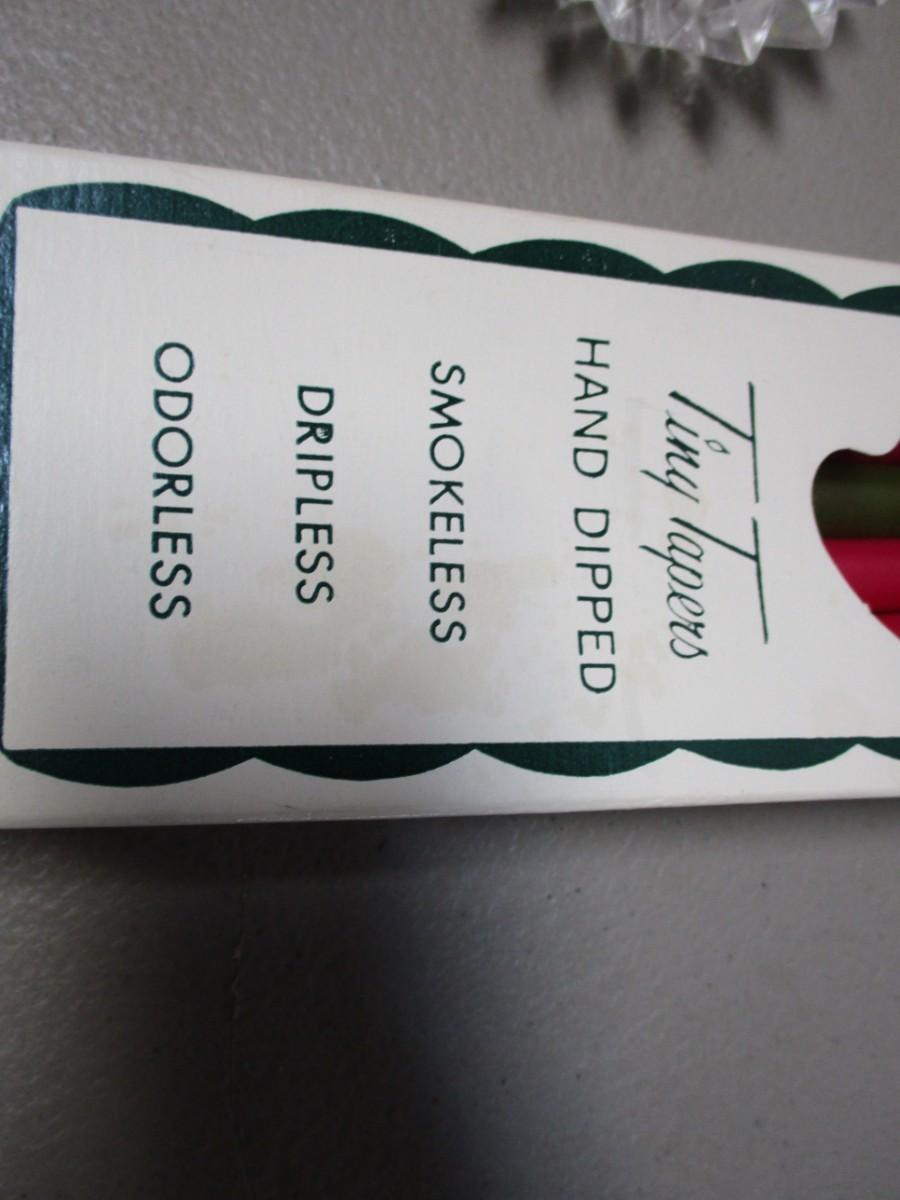 Tiny Tapers
HAND DIPPED
SMOKELESS
DRIPLESS
ODORLESS